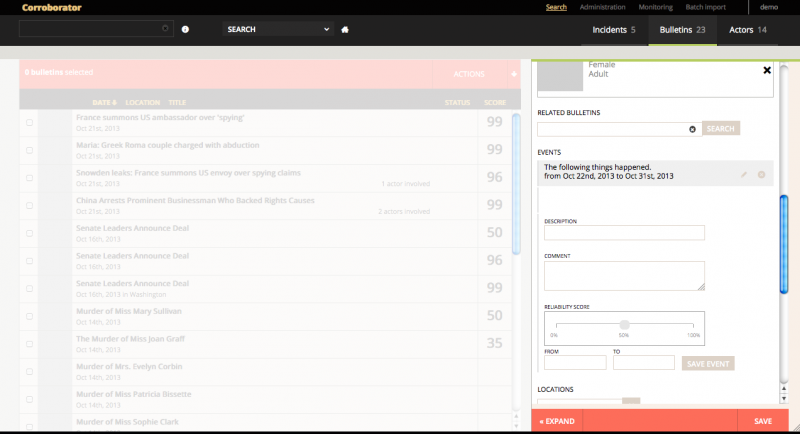 Corroborator
Search Administration Monitoring Batch Import demo
SEARCH
Incidents 5 Bulletins 23 Actors 14
0 bulletins selected
ACTIONS
DATE LOCATION TITLE STATUS SCORE
France summons US ambassador over 'spying'
Oct 21st, 2013
99
Maria: Greek Roma couple charged with abduction
Oct 21st, 2013
99
Snowden leaks: France summons US envoy over spying claims
Oct 21st, 2013
1 actor involved
96
China Arrests Prominent Businessman Who Backed Rights Causes
Oct 21st, 2013
2 actors involved
99
Senate Leaders Announce Deal
Oct 16th, 2013
50
Senate Leaders Announce Deal
Oct 16th, 2013
96
Senate Leaders Announce Deal
Oct 16th, 2013 in Washington
99
Murder of Miss Mary Sullivan
Oct 14th, 2013
50
The Murder of Miss Joan Graff
Oct 14th, 2013
35
Murder of Mrs. Evelyn Corbin
Oct 14th, 2013
Murder of Miss Patricia Bissette
Oct 14th, 2013
Murder of Miss Sophie Clark
Oct 14th, 2013
Female
Adult
RELATED BULLETINS
SEARCH
EVENTS
The following things happened.
from Oct 22nd, 2013 to Oct 31st, 2013
DESCRIPTION
COMMENT
RELIABILITY SCORE
0% 50% 100%
FROM TO
SAVE EVENT
LOCATIONS
« EXPAND
SAVE